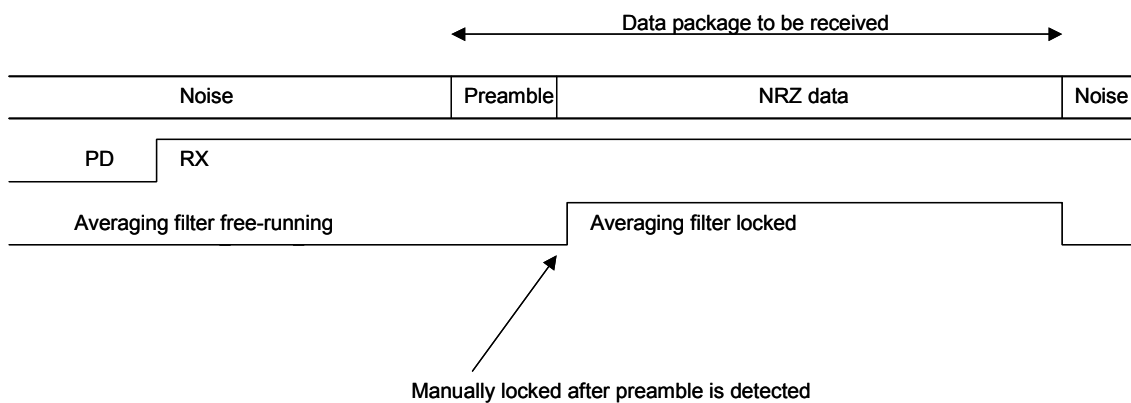 Data package to be received
Noise Preamble NRZ data Noise
PD RX
Averaging filter free-running Averaging filter locked
Manually locked after preamble is detected